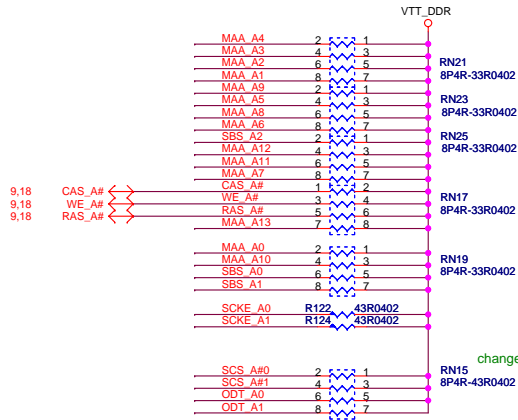 VTT_DDR
MAA_A4 2 1
MAA_A3 4 3
MAA_A2 6 5 RN21
MAA_A1 8 7 8P4R-33R0402
MAA_A9 2 1
MAA_A5 4 3 RN23
MAA_A8 6 5 8P4R-33R0402
MAA_A6 8 7
SBS_A2 2 1 RN25
MAA_A12 4 3 8P4R-33R0402
MAA_A11 6 5
MAA_A7 8 7
9,18 CAS_A# CAS_A# 1 2
9,18 WE_A# WE_A# 3 4 RN17
9,18 RAS_A# RAS_A# 5 6 8P4R-33R0402
MAA_A13 7 8
MAA_A0 2 1
MAA_A10 4 3 RN19
SBS_A0 6 5 8P4R-33R0402
SBS_A1 8 7
SCKE_A0 R122 43R0402
SCKE_A1 R124 43R0402
change
SCS_A#0 2 1 RN15
SCS_A#1 4 3 8P4R-43R0402
ODT_A0 6 5
ODT_A1 8 7